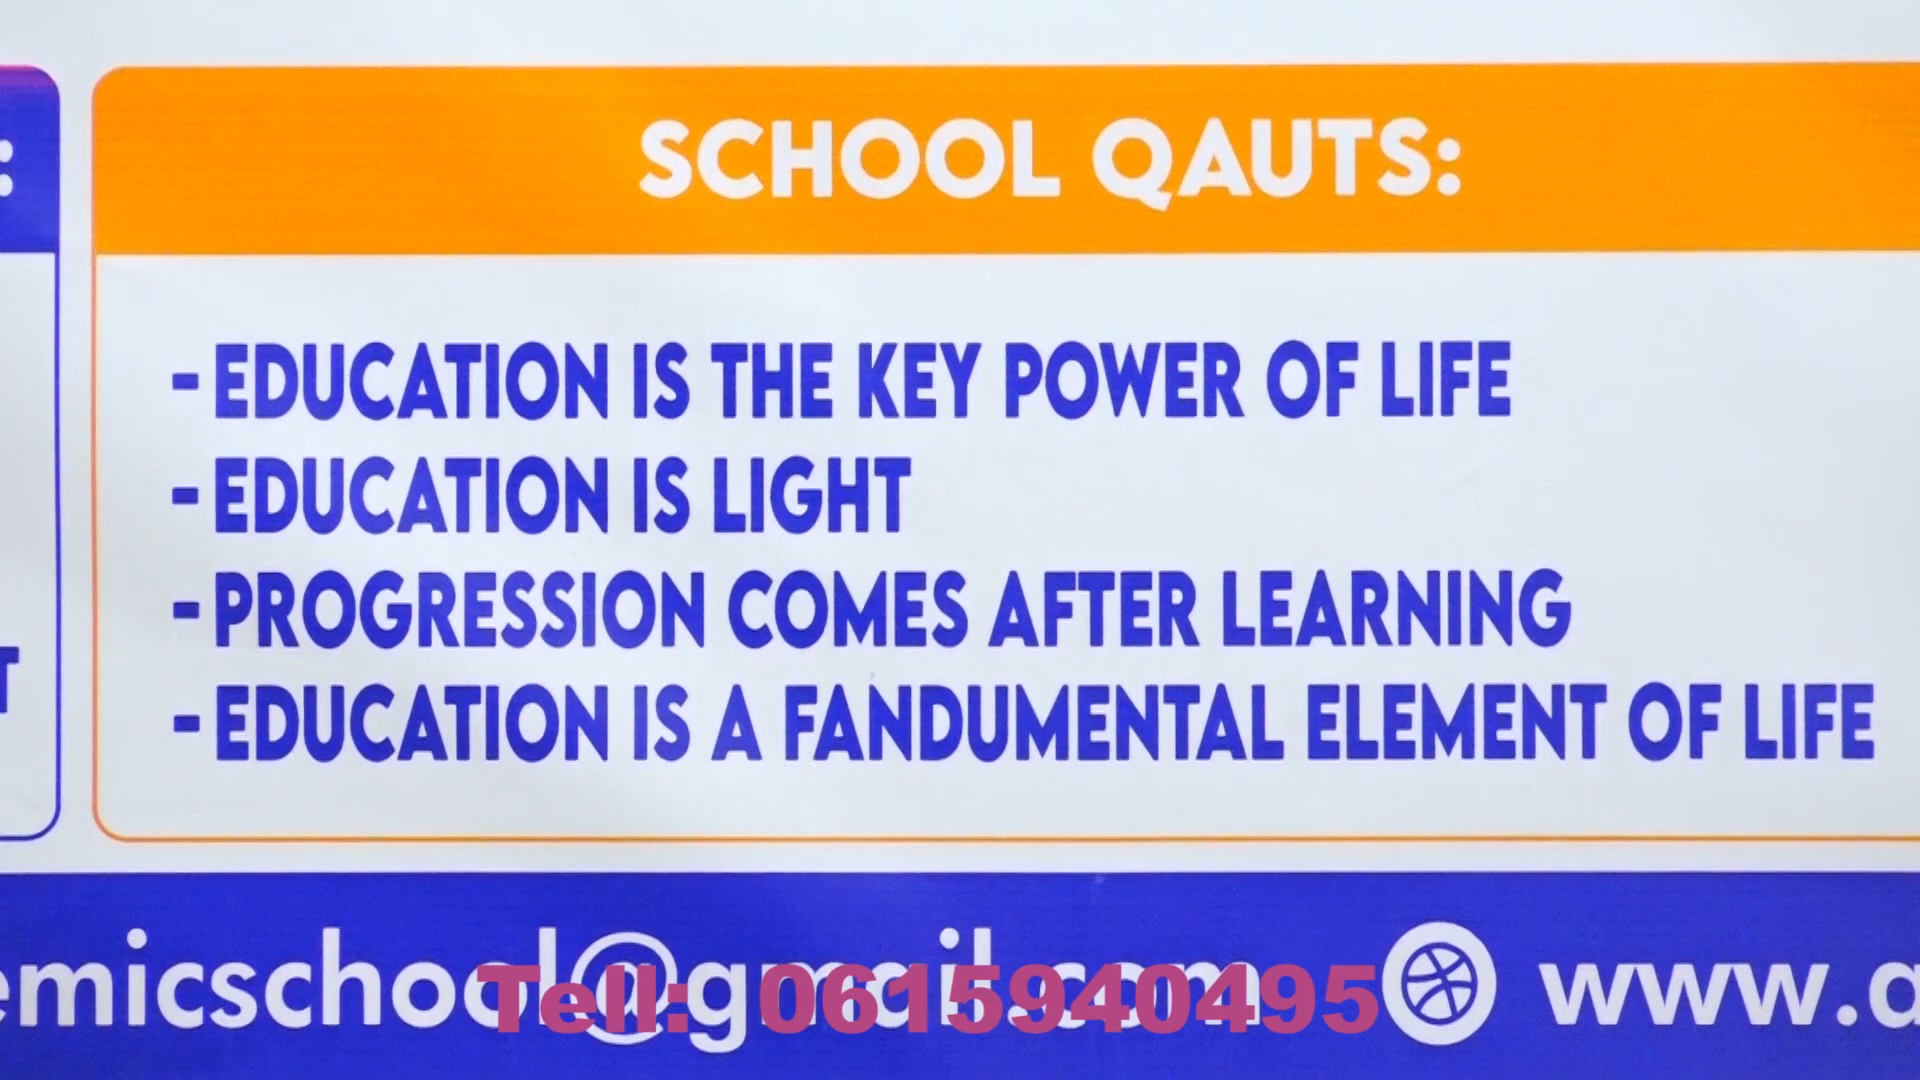 :
SCHOOL QAUTS:
- EDUCATION IS THE KEY POWER OF LIFE
- EDUCATION IS LIGHT
- PROGRESSION COMES AFTER LEARNING
- EDUCATION IS A FANDUMENTAL ELEMENT OF LIFE
T
emicschool@gmail.com www.a
Tell: 0615940495